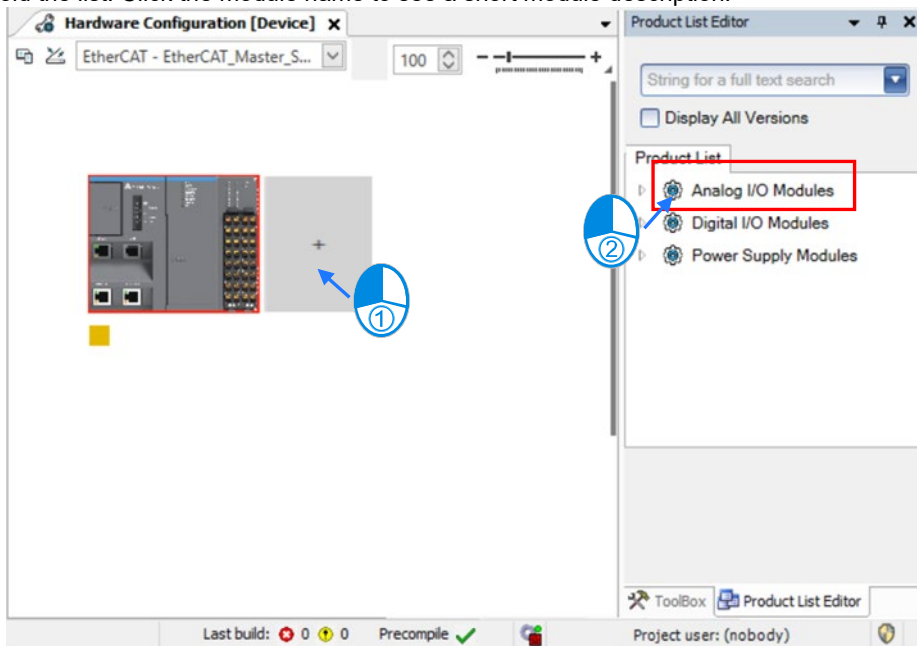 Hardware Configuration [Device]
Product List Editor
EtherCAT - EtherCAT_Master_S...
100
String for a full text search
Display All Versions
Product List
Analog I/O Modules
Digital I/O Modules
Power Supply Modules
+
①
②
ToolBox
Product List Editor
Last build: 0 0 Precompile
Project user: (nobody)